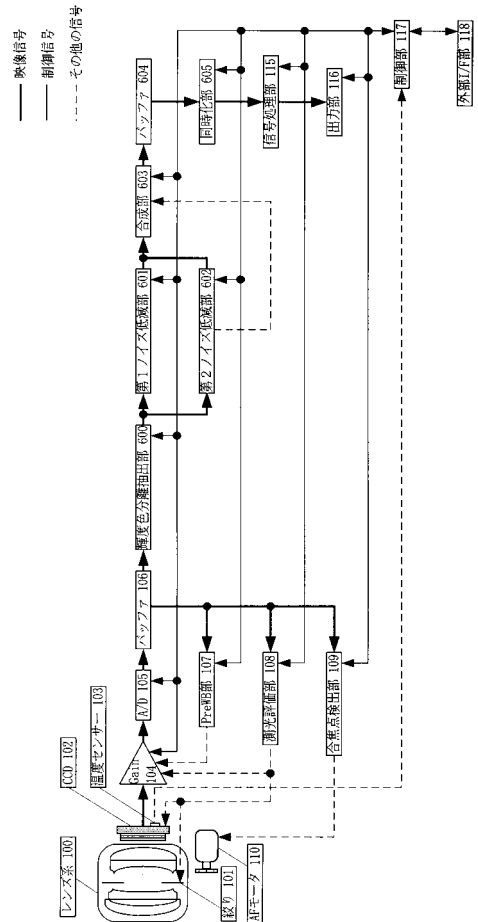 映像信号
制御信号
その他の信号
レンズ系 100
絞り 101
CCD 102
温度センサー 103
Gain
104
A/D 105
バッファ 106
PreWB部 107
測光評価部 108
合焦点検出部 109
AFモータ 110
輝度色分離抽出部 600
第1ノイズ低減部 601
第2ノイズ低減部 602
合成部 603
バッファ 604
同時化部 605
信号処理部 115
出力部 116
制御部 117
外部I/F部 118